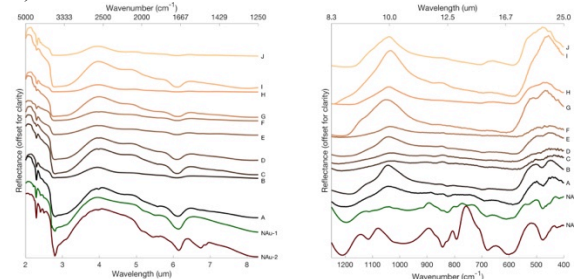 Wavenumber (cm-1)
5000 3333 2500 2000 1667 1429 1250
Reflectance (offset for clarity)
J
I
H
G
F
E
D
C
B
A
NAu-1
NAu-2
2 3 4 5 6 7 8
Wavelength (um)
Wavelength (um)
8.3 10.0 12.5 16.7 25.0
Reflectance (offset for clarity)
J
I
H
G
F
E
D
C
B
A
NA
NA
1200 1100 1000 900 800 700 600 500 400
Wavenumber (cm-1)